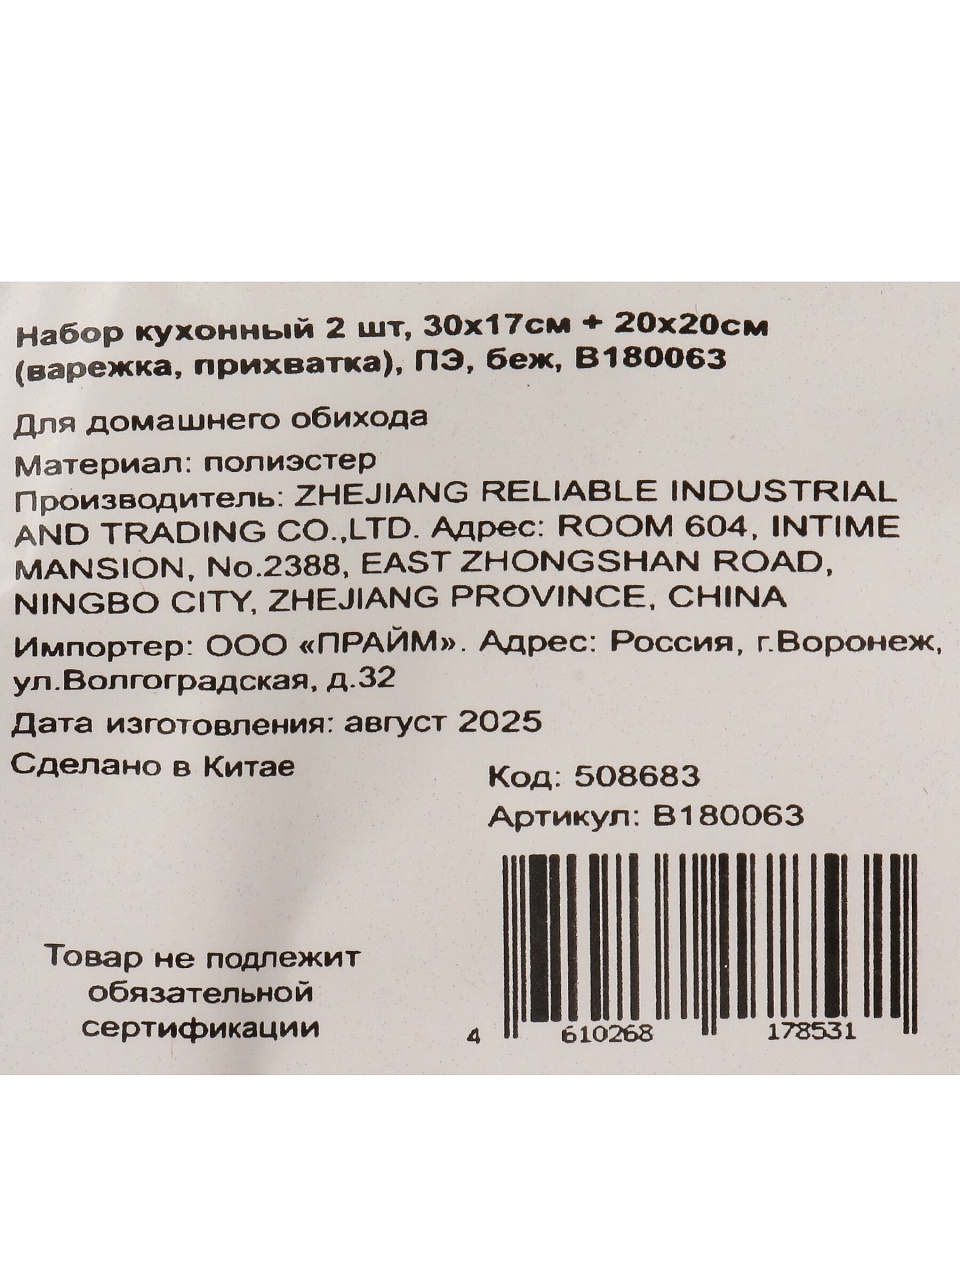 Набор кухонный 2 шт, 30х17см + 20х20см
(варежка, прихватка), ПЭ, беж, В180063
Для домашнего обихода
Материал: полиэстер
Производитель: ZHEJIANG RELIABLE INDUSTRIAL
AND TRADING CO.,LTD. Адрес: ROOM 604, INTIME
MANSION, No.2388, EAST ZHONGSHAN ROAD,
NINGBO CITY, ZHEJIANG PROVINCE, CHINA
Импортер: ООО «ПРАЙМ». Адрес: Россия, г.Воронеж,
ул.Волгоградская, д.32
Дата изготовления: август 2025
Сделано в Китае
Код: 508683
Артикул: В180063
Товар не подлежит
обязательной
сертификации
4 610268 178531